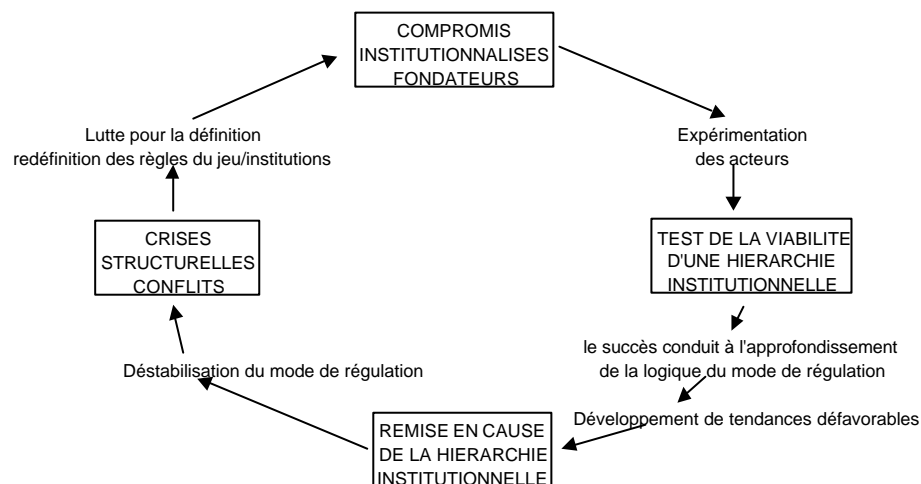 COMPROMIS
INSTITUTIONNALISES
FONDATEURS
Lutte pour la définition
redéfinition des règles du jeu/institutions
Expérimentation
des acteurs
CRISES
STRUCTURELLES
CONFLITS
TEST DE LA VIABILITE
D'UNE HIERARCHIE
INSTITUTIONNELLE
le succès conduit à l'approfondissement
de la logique du mode de régulation
Déstabilisation du mode de régulation
Développement de tendances défavorables
REMISE EN CAUSE
DE LA HIERARCHIE
INSTITUTIONNELLE